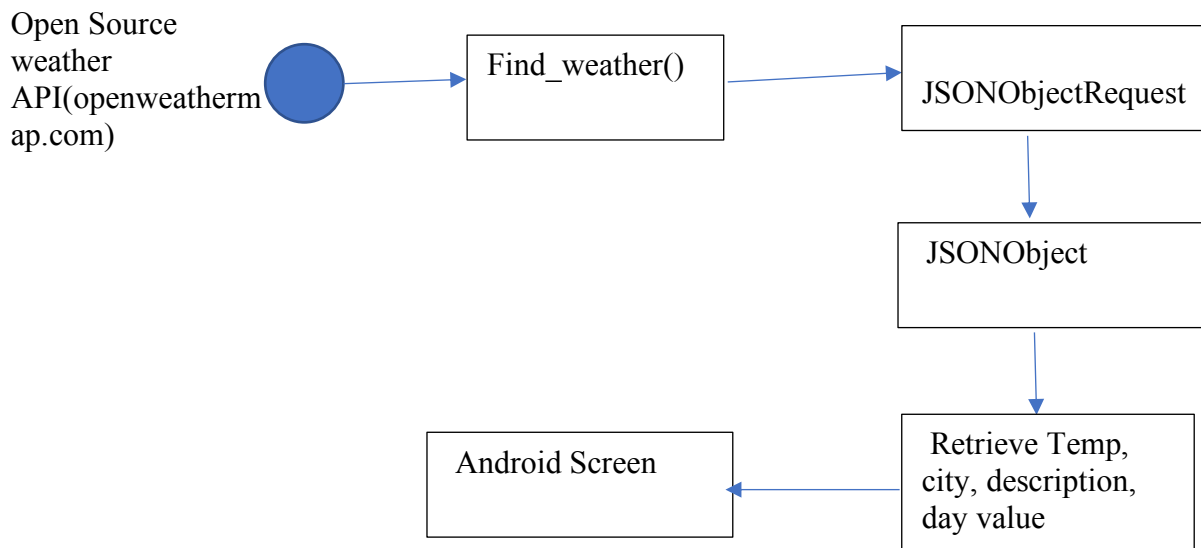 Open Source
weather
API(openweatherm
ap.com)
Find_weather()
JSONObjectRequest
JSONObject
Retrieve Temp,
city, description,
day value
Android Screen